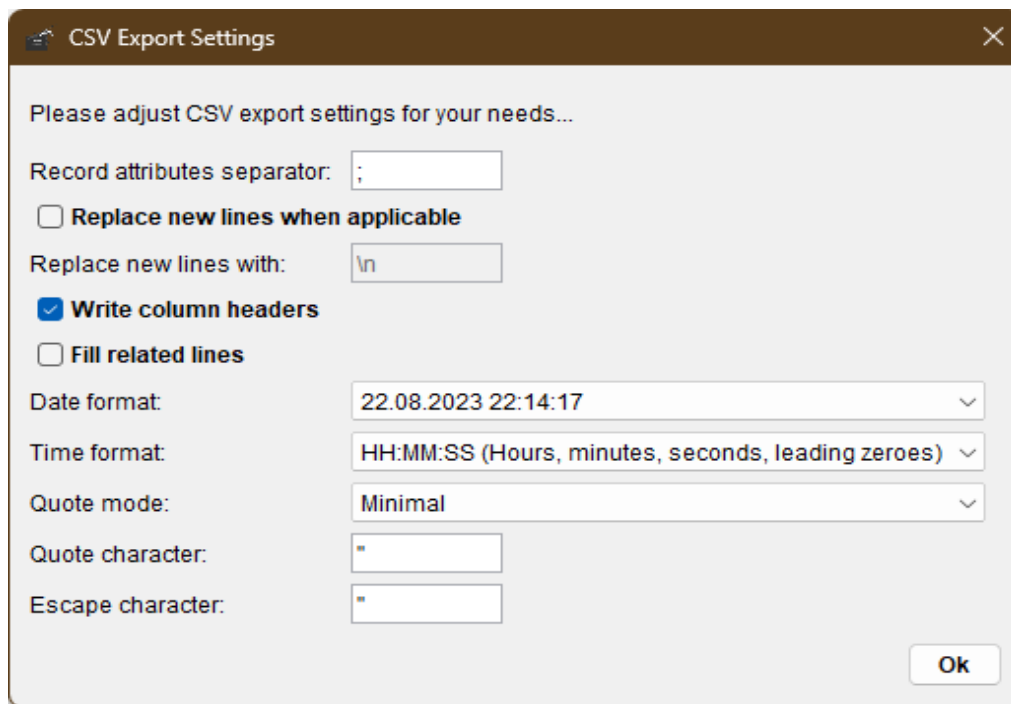 CSV Export Settings
Please adjust CSV export settings for your needs...
Record attributes separator: ;
Replace new lines when applicable
Replace new lines with: \n
Write column headers
Fill related lines
Date format: 22.08.2023 22:14:17
Time format: HH:MM:SS (Hours, minutes, seconds, leading zeroes)
Quote mode: Minimal
Quote character: "
Escape character: "
Ok